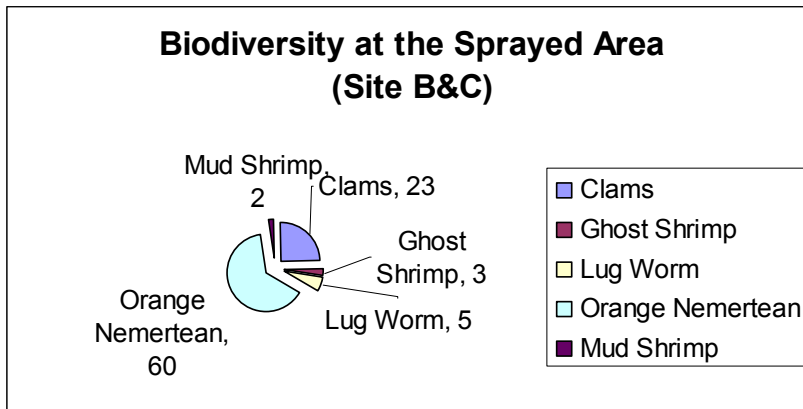 Biodiversity at the Sprayed Area
(Site B&C)
Mud Shrimp,
2
Clams, 23
Ghost
Shrimp, 3
Lug Worm, 5
Orange
Nemertean,
60
Clams
Ghost Shrimp
Lug Worm
Orange Nemertean
Mud Shrimp